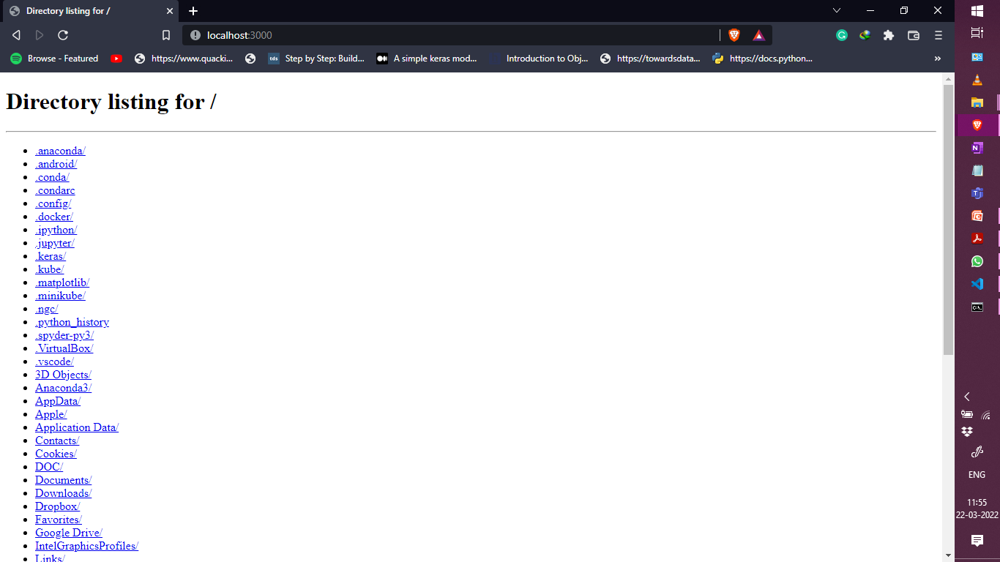 Directory listing for /
localhost:3000
Browse - Featured
https://www.quacki...
tds Step by Step: Build...
A simple keras mod...
Introduction to Obj...
https://towardsdata...
https://docs.python...
»
Directory listing for /
.anaconda/
.android/
.conda/
.condarc
.config/
.docker/
.ipython/
.jupyter/
.keras/
.kube/
.matplotlib/
.minikube/
.ngc/
.python_history
.spyder-py3/
.VirtualBox/
.vscode/
3D Objects/
Anaconda3/
AppData/
Apple/
Application Data/
Contacts/
Cookies/
DOC/
Documents/
Downloads/
Dropbox/
Favorites/
Google Drive/
IntelGraphicsProfiles/
Links/
ENG
11:55
22-03-2022